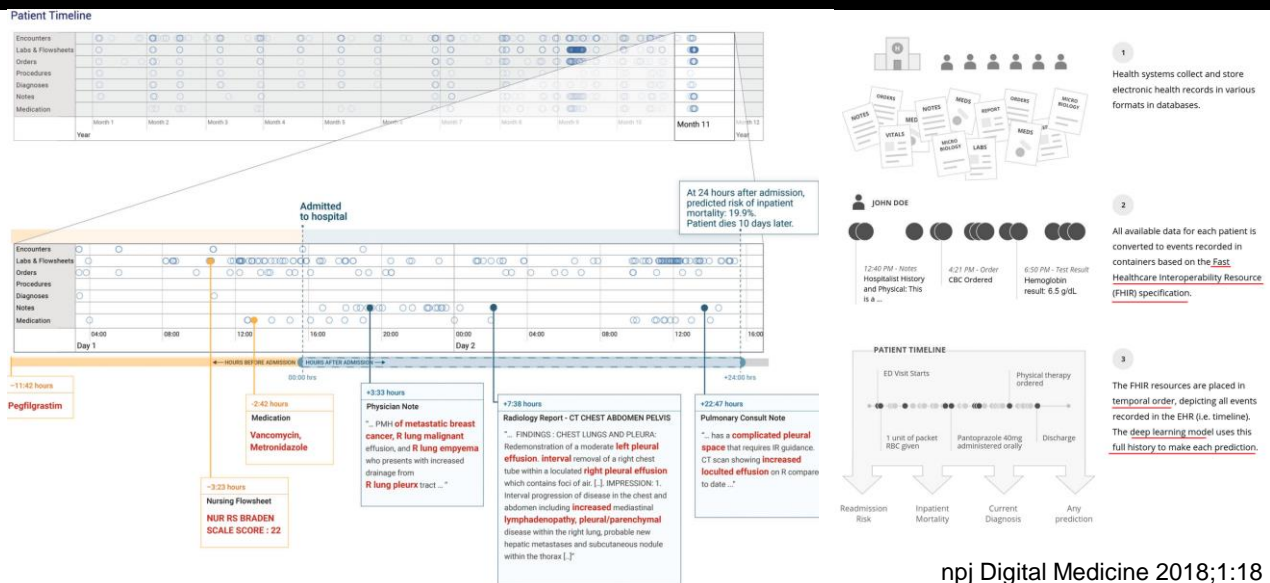 Patient Timeline
Encounters
Labs & Flowsheets
Orders
Procedures
Diagnoses
Notes
Medication
Month 1 Month 2 Month 3 Month 4 Month 5 Month 6 Month 7 Month 8 Month 9 Month 10 Month 11 Month 12
Year Year
At 24 hours after admission,
predicted risk of inpatient
mortality: 19.9%.
Patient dies 10 days later.
Admitted
to hospital
Encounters
Labs & Flowsheets
Orders
Procedures
Diagnoses
Notes
Medication
04:00 08:00 12:00 16:00 20:00 00:00 04:00 08:00 12:00 16:00
Day 1 Day 2
HOURS BEFORE ADMISSION HOURS AFTER ADMISSION
00:00 hrs +24:00 hrs
−11:42 hours
Pegfilgrastim
−3:23 hours
Nursing Flowsheet
NUR RS BRADEN
SCALE SCORE : 22
-2:42 hours
Medication
Vancomycin,
Metronidazole
+3:33 hours
Physician Note
"... PMH of metastatic breast
cancer, R lung malignant
effusion, and R lung empyema
who presents with increased
drainage from
R lung pleurx tract ... "
+7:38 hours
Radiology Report - CT CHEST ABDOMEN PELVIS
"... FINDINGS : CHEST LUNGS AND PLEURA:
Redemonstration of a moderate left pleural
effusion. interval removal of a right chest
tube within a loculated right pleural effusion
which contains foci of air. [..]. IMPRESSION: 1.
Interval progression of disease in the chest and
abdomen including increased mediastinal
lymphadenopathy, pleural/parenchymal
disease within the right lung, probable new
hepatic metastases and subcutaneous nodule
within the thorax [..]"
+22:47 hours
Pulmonary Consult Note
"... has a complicated pleural
space that requires IR guidance.
CT scan showing increased
loculted effusion on R compare
to date ..."
H
ORDERS
NOTES
MEDS
ORDERS
MICRO
BIOLOGY
NOTES
MED
REPORT
VITALS
MEDS
MICRO
BIOLOGY
LABS
1
Health systems collect and store
electronic health records in various
formats in databases.
JOHN DOE
12:40 PM - Notes
Hospitalist History
and Physical: This
is a ...
4:21 PM - Order
CBC Ordered
6:50 PM - Test Result
Hemoglobin
result: 6.5 g/dL
2
All available data for each patient is
converted to events recorded in
containers based on the Fast
Healthcare Interoperability Resource
(FHIR) specification.
PATIENT TIMELINE
ED Visit Starts
Physical therapy
ordered
1 unit of packet
RBC given
Pantoprazole 40mg
administered orally
Discharge
Readmission
Risk
Inpatient
Mortality
Current
Diagnosis
Any
prediction
3
The FHIR resources are placed in
temporal order, depicting all events
recorded in the EHR (i.e. timeline).
The deep learning model uses this
full history to make each prediction.
npj Digital Medicine 2018;1:18